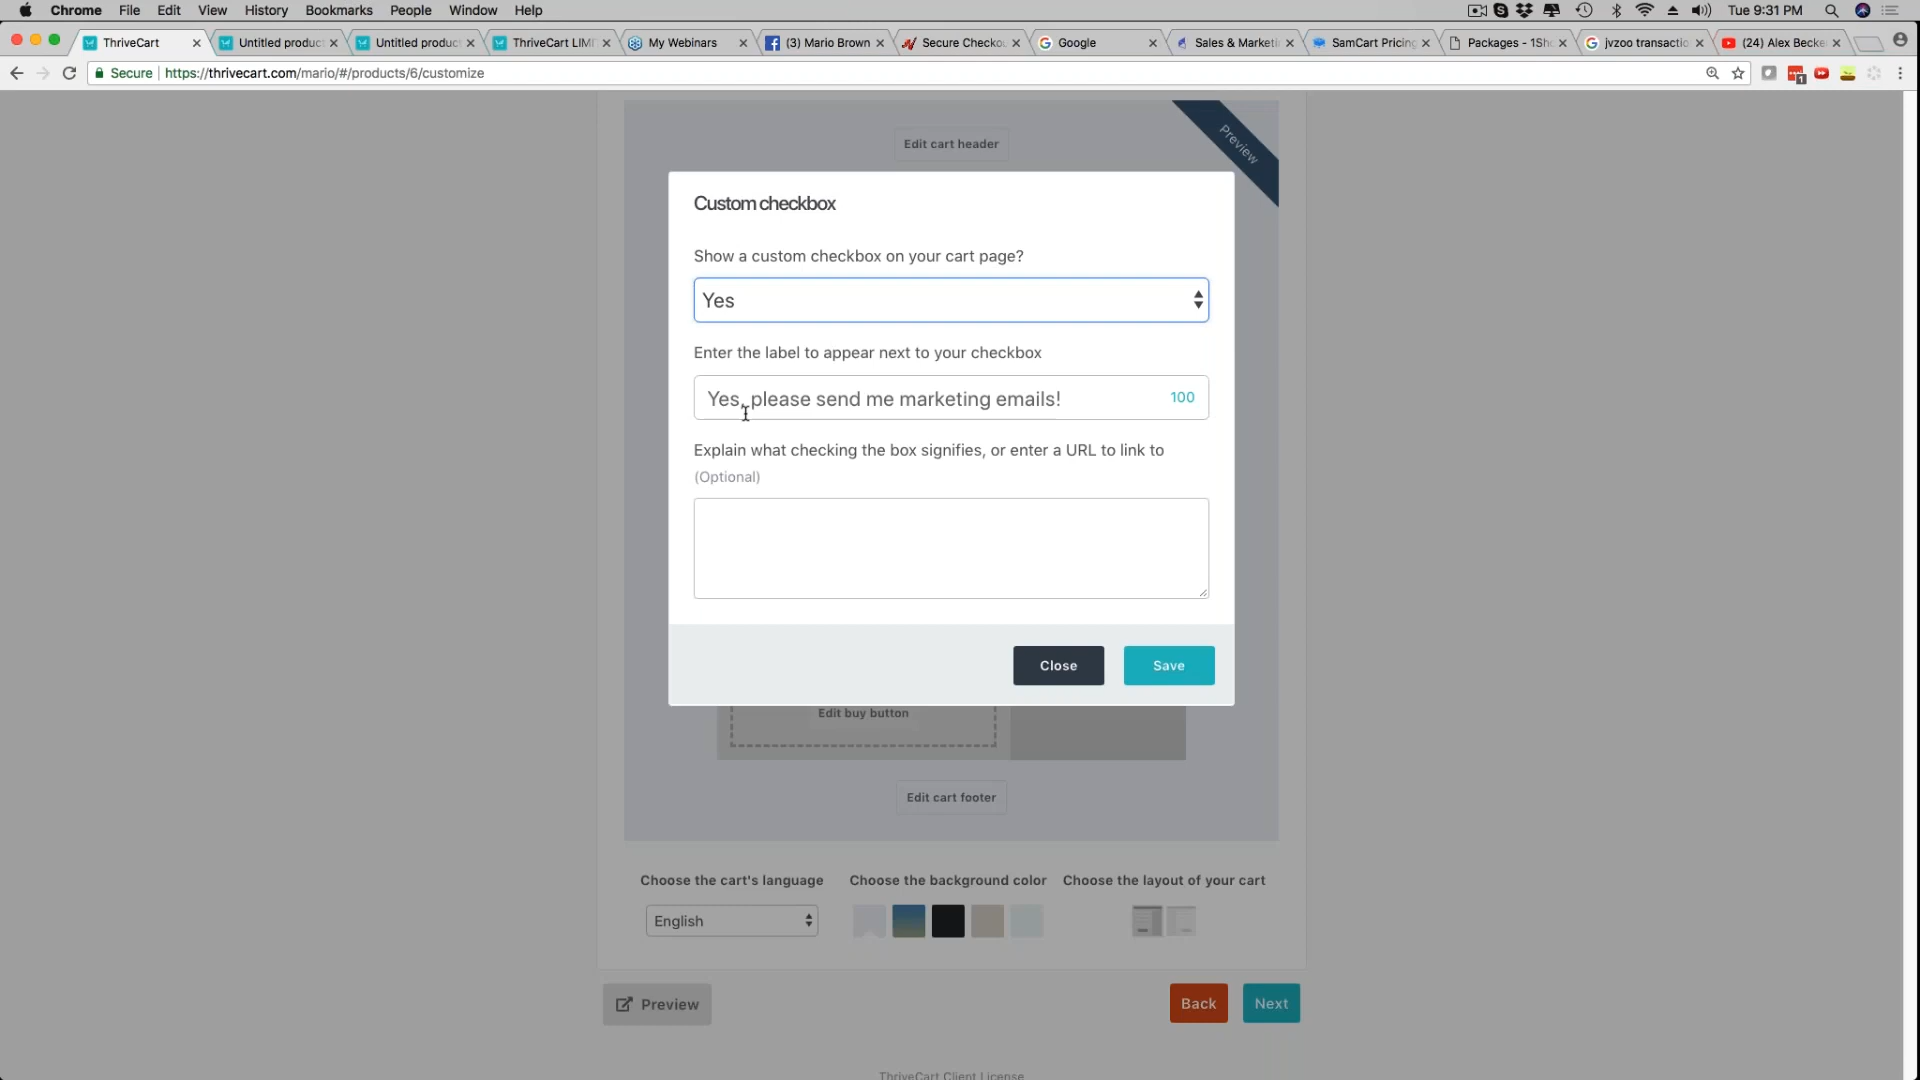 Chrome File Edit View History Bookmarks People Window Help Tue 9:31 PM
ThriveCart
Untitled produc
Untitled produc
ThriveCart LIMI
My Webinars
(3) Mario Brown
Secure Checko
Google
Sales & Marketi
SamCart Pricing
Packages - 1Sh
jvzoo transactio
(24) Alex Becke
Secure https://thrivecart.com/mario/#/products/6/customize
1
Edit cart header
Preview
Custom checkbox
Show a custom checkbox on your cart page?
Yes
Enter the label to appear next to your checkbox
Yes, please send me marketing emails! 100
Explain what checking the box signifies, or enter a URL to link to
(Optional)
Close Save
Edit buy button
Edit cart footer
Choose the cart's language Choose the background color Choose the layout of your cart
English
Preview Back Next
ThriveCart Client License